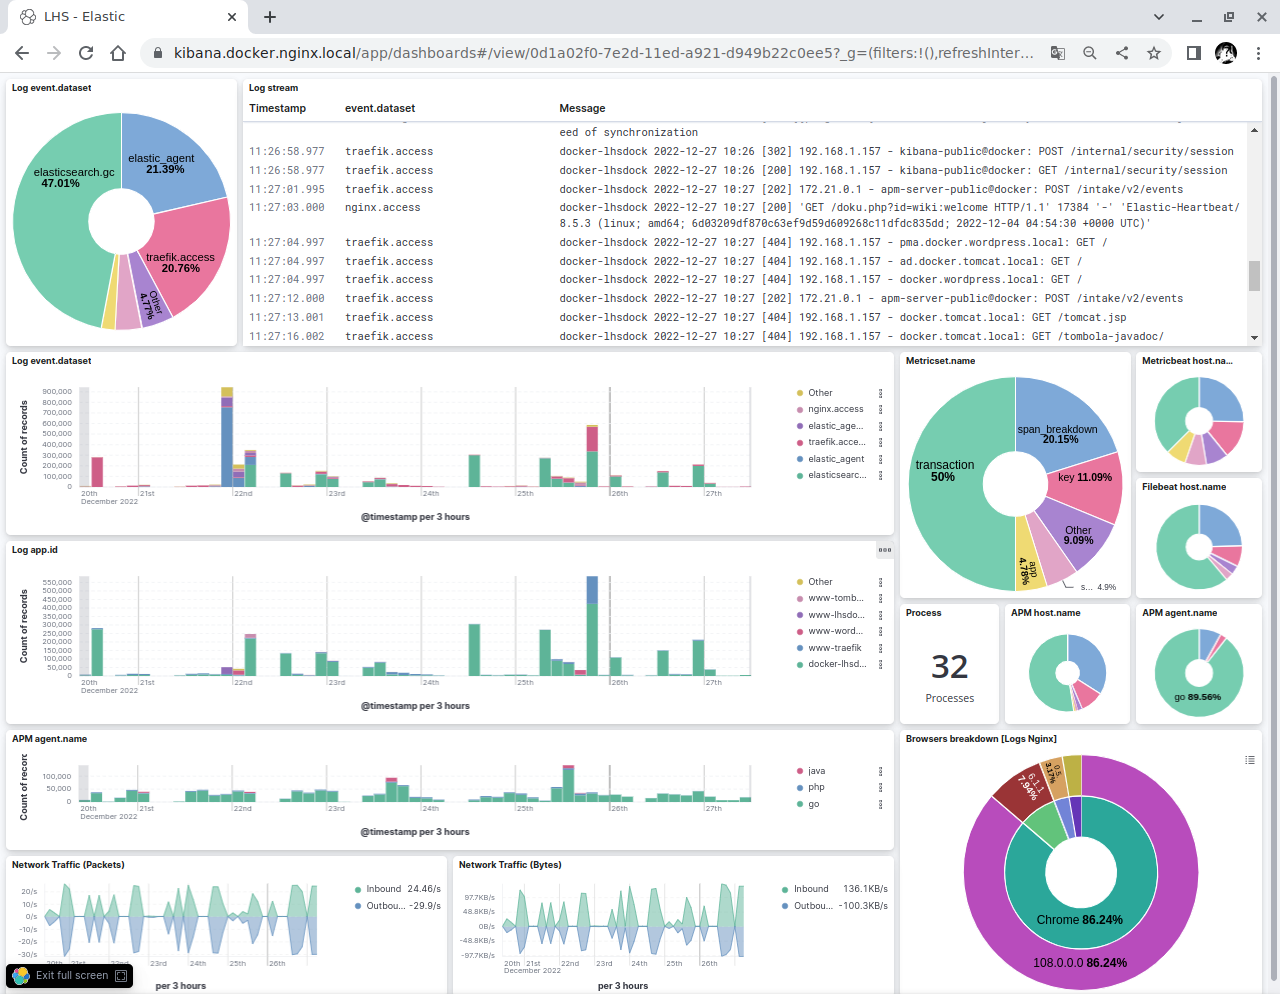 LHS - Elastic
kibana.docker.nginx.local/app/dashboards#/view/0d1a02f0-7e2d-11ed-a921-d949b22c0ee5?_g=(filters:!(),refreshInter...
Log event.dataset
elastic_agent
21.39%
elasticsearch.gc
47.01%
traefik.access
20.76%
Other
4.77%
Log stream
Timestamp event.dataset Message
eed of synchronization
11:26:58.977 traefik.access docker-lhsdock 2022-12-27 10:26 [302] 192.168.1.157 - kibana-public@docker: POST /internal/security/session
11:26:58.977 traefik.access docker-lhsdock 2022-12-27 10:26 [200] 192.168.1.157 - kibana-public@docker: GET /internal/security/session
11:27:01.995 traefik.access docker-lhsdock 2022-12-27 10:27 [202] 172.21.0.1 - apm-server-public@docker: POST /intake/v2/events
11:27:03.000 nginx.access docker-lhsdock 2022-12-27 10:27 [200] 'GET /doku.php?id=wiki:welcome HTTP/1.1' 17384 '-' 'Elastic-Heartbeat/
8.5.3 (linux; amd64; 6d03209df870c63ef9d59d609268c11dfdc835dd; 2022-12-04 04:54:30 +0000 UTC)'
11:27:04.997 traefik.access docker-lhsdock 2022-12-27 10:27 [404] 192.168.1.157 - pma.docker.wordpress.local: GET /
11:27:04.997 traefik.access docker-lhsdock 2022-12-27 10:27 [404] 192.168.1.157 - ad.docker.tomcat.local: GET /
11:27:04.997 traefik.access docker-lhsdock 2022-12-27 10:27 [404] 192.168.1.157 - docker.wordpress.local: GET /
11:27:12.000 traefik.access docker-lhsdock 2022-12-27 10:27 [202] 172.21.0.1 - apm-server-public@docker: POST /intake/v2/events
11:27:13.001 traefik.access docker-lhsdock 2022-12-27 10:27 [404] 192.168.1.157 - docker.tomcat.local: GET /tomcat.jsp
11:27:16.002 traefik.access docker-lhsdock 2022-12-27 10:27 [404] 192.168.1.157 - docker.tomcat.local: GET /tombola-javadoc/
Log event.dataset
Count of records
900,000
800,000
700,000
600,000
500,000
400,000
300,000
200,000
100,000
0
20th 21st 22nd 23rd 24th 25th 26th 27th
December 2022
@timestamp per 3 hours
Other
nginx.access
elastic_age...
traefik.acce...
elastic_agent
elasticsearc...
Metricset.name
span_breakdown
20.15%
transaction
50%
key 11.09%
Other
9.09%
app
4.78%
s... 4.9%
Metricbeat host.na...
Filebeat host.name
Log app.id
Count of records
550,000
500,000
450,000
400,000
350,000
300,000
250,000
200,000
150,000
100,000
50,000
0
20th 21st 22nd 23rd 24th 25th 26th 27th
December 2022
@timestamp per 3 hours
Other
www-tomb...
www-lhsdo...
www-word...
www-traefik
docker-lhsd...
Process
32
Processes
APM host.name
APM agent.name
go 89.56%
APM agent.name
Count of recorc
100,000
50,000
0
20th 21st 22nd 23rd 24th 25th 26th 27th
December 2022
@timestamp per 3 hours
java
php
go
Browsers breakdown [Logs Nginx]
7.94%
3.17%
Chrome 86.24%
108.0.0.0 86.24%
Network Traffic (Packets)
20/s
10/s
0/s
-10/s
-20/s
-30/s
20th 21st 23rd 24th 25th 26th
per 3 hours
Inbound 24.46/s
Outbou... -29.9/s
Network Traffic (Bytes)
97.7KB/s
48.8KB/s
0B/s
-48.8KB/s
-97.7KB/s
20th 21st 22nd 23rd 24th 25th 26th
December 2022
per 3 hours
Inbound 136.1KB/s
Outbou... -100.3KB/s
Exit full screen